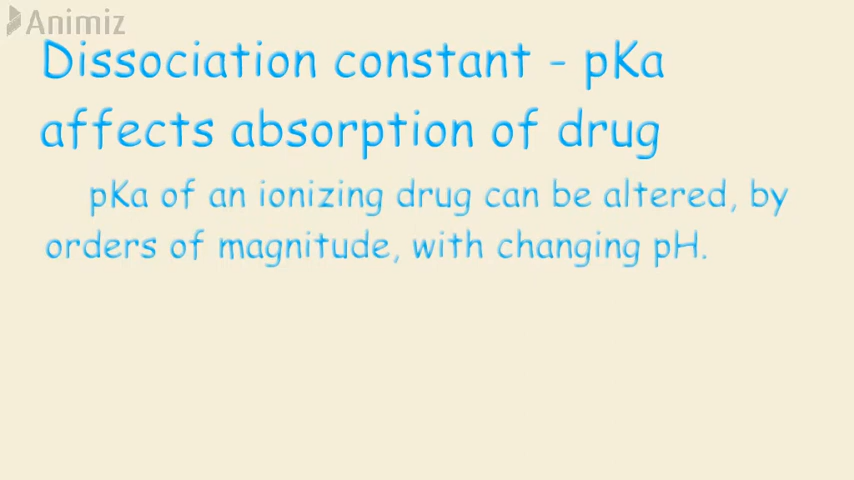 Animiz
Dissociation constant - pKa
affects absorption of drug
pKa of an ionizing drug can be altered, by
orders of magnitude, with changing pH.